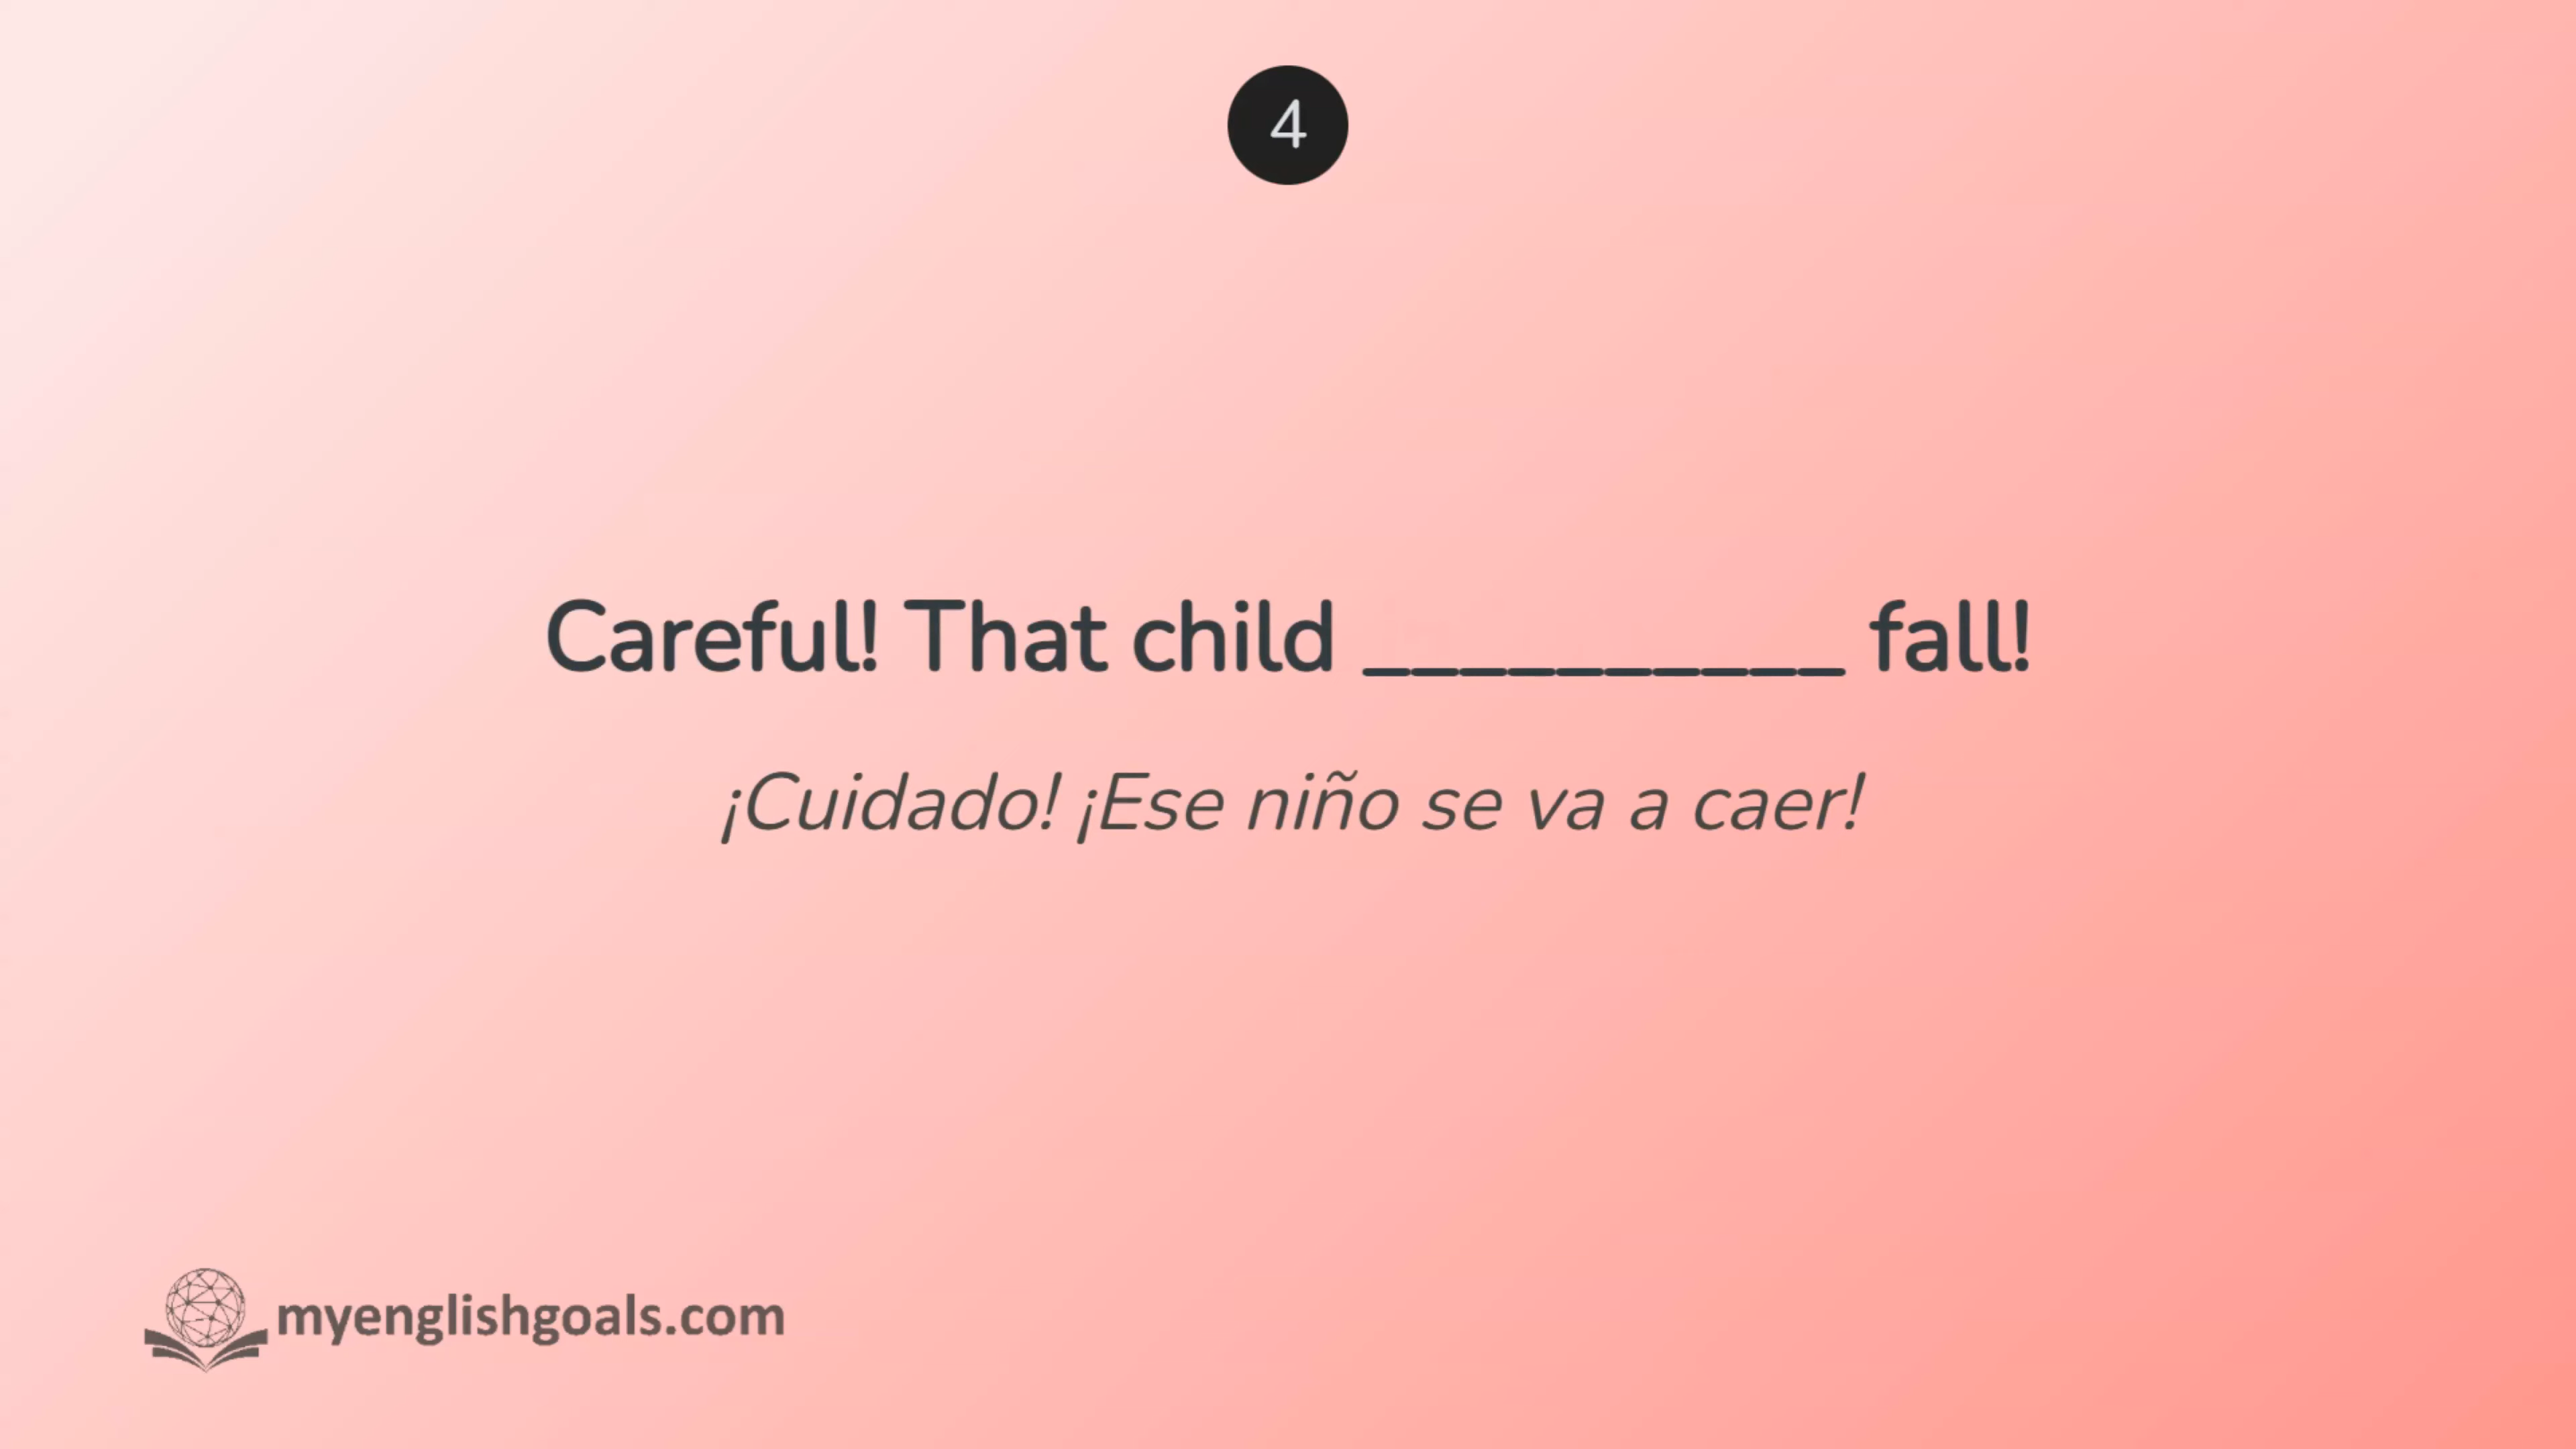 4
Careful! That child __________ fall!
¡Cuidado! ¡Ese niño se va a caer!
myenglishgoals.com